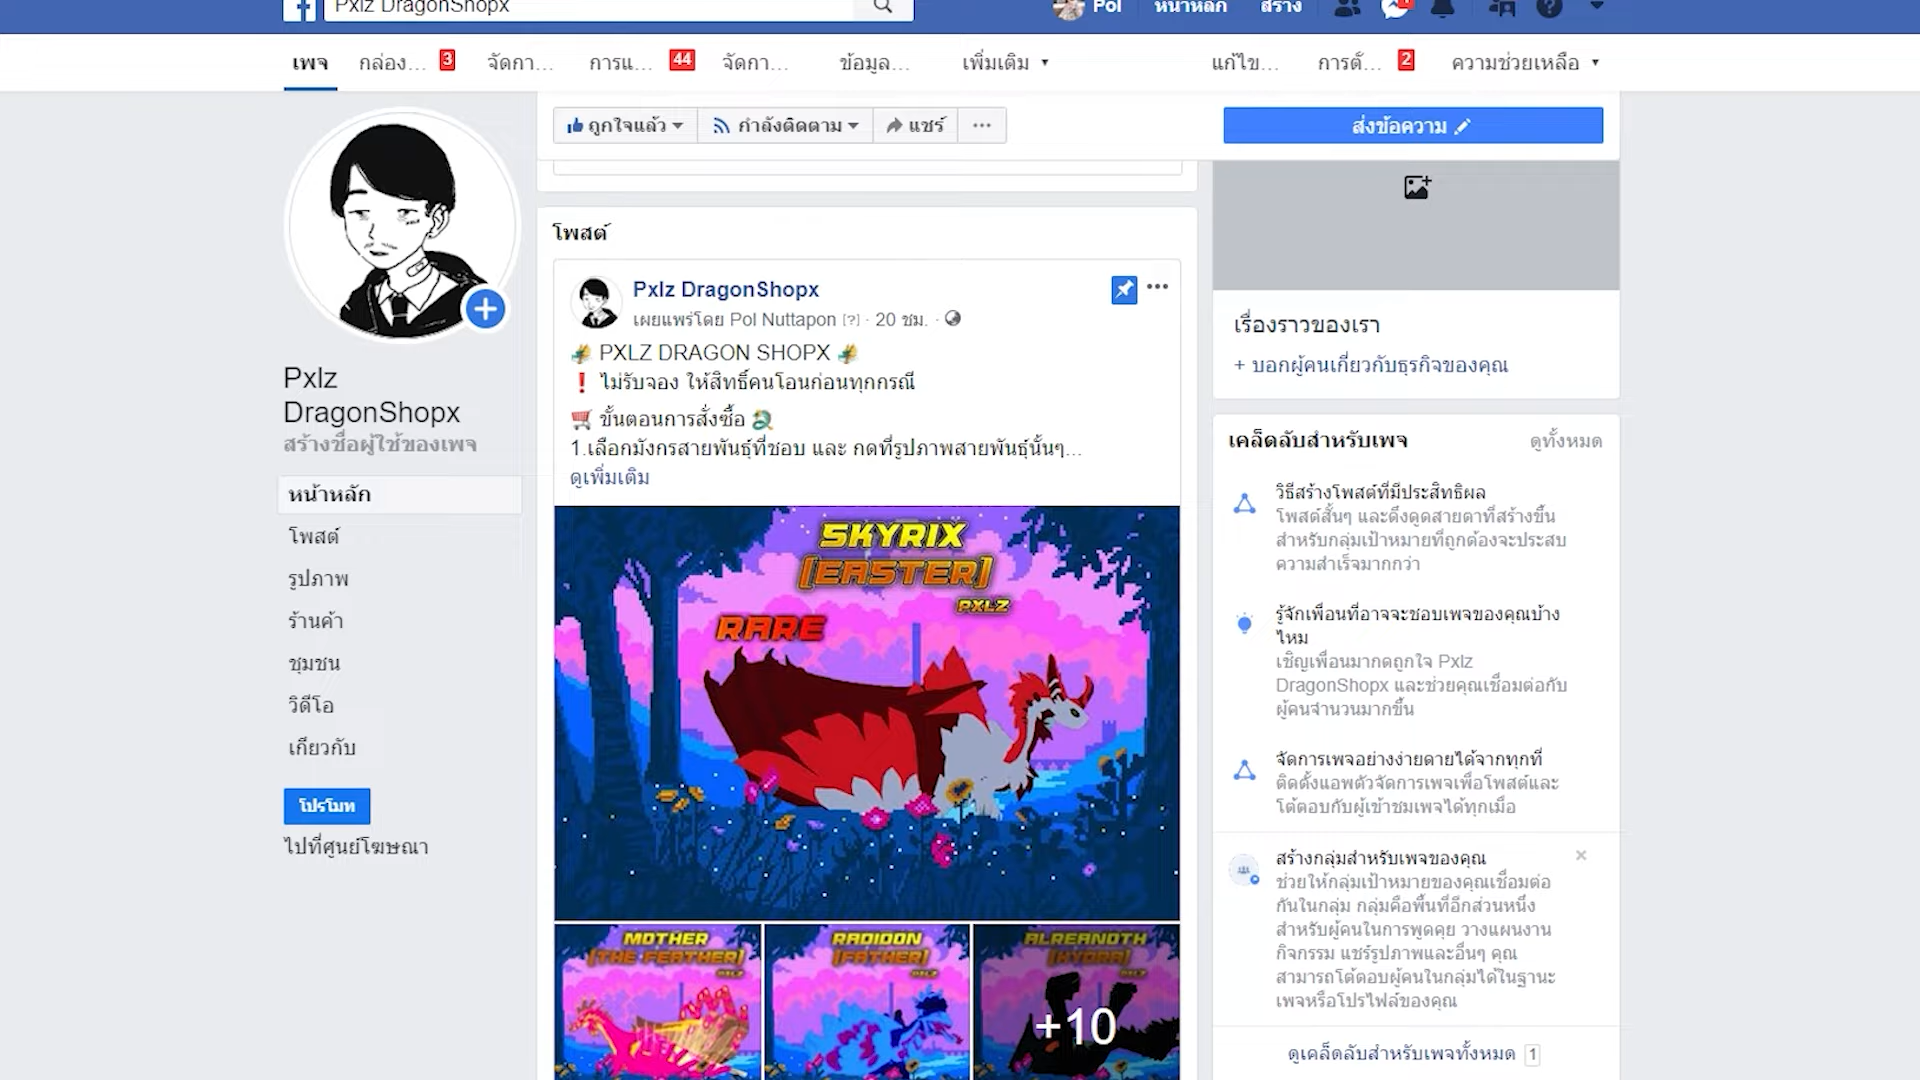 Pxlz DragonShopx
Pol
หน้าหลัก
สร้าง
เพจ
กล่อง...
3
จัดกา...
การแ...
44
จัดกา...
ข้อมูล...
เพิ่มเติม
แก้ไข...
การตั้...
2
ความช่วยเหลือ
ถูกใจแล้ว
กำลังติดตาม
แชร์
ส่งข้อความ
Pxlz
DragonShopx
สร้างชื่อผู้ใช้ของเพจ
หน้าหลัก
โพสต์
รูปภาพ
ร้านค้า
ชุมชน
วิดีโอ
เกี่ยวกับ
โปรโมท
ไปที่ศูนย์โฆษณา
โพสต์
Pxlz DragonShopx
เผยแพร่โดย Pol Nuttapon [?] · 20 ชม. ·
PXLZ DRAGON SHOPX
❗ ไม่รับจอง ให้สิทธิ์คนโอนก่อนทุกกรณี
🛒 ขั้นตอนการสั่งซื้อ 🐉
1.เลือกมังกรสายพันธุ์ที่ชอบ และ กดที่รูปภาพสายพันธุ์นั้นๆ...
ดูเพิ่มเติม
SKYRIX
[EASTER]
PXLZ
RARE
MOTHER
[THE FEATHER]
PXLZ
RADIDON
[FATHER]
PXLZ
ALREANOTH
[HYDRA]
PXLZ
+10
เรื่องราวของเรา
+ บอกผู้คนเกี่ยวกับธุรกิจของคุณ
เคล็ดลับสำหรับเพจ
ดูทั้งหมด
วิธีสร้างโพสต์ที่มีประสิทธิผล
โพสต์สั้นๆ และดึงดูดสายตาที่สร้างขึ้น
สำหรับกลุ่มเป้าหมายที่ถูกต้องจะประสบ
ความสำเร็จมากกว่า
รู้จักเพื่อนที่อาจจะชอบเพจของคุณบ้าง
ไหม
เชิญเพื่อนมากดถูกใจ Pxlz
DragonShopx และช่วยคุณเชื่อมต่อกับ
ผู้คนจำนวนมากขึ้น
จัดการเพจอย่างง่ายดายได้จากทุกที่
ติดตั้งแอพตัวจัดการเพจเพื่อโพสต์และ
โต้ตอบกับผู้เข้าชมเพจได้ทุกเมื่อ
สร้างกลุ่มสำหรับเพจของคุณ
ช่วยให้กลุ่มเป้าหมายของคุณเชื่อมต่อ
กันในกลุ่ม กลุ่มคือพื้นที่อีกส่วนหนึ่ง
สำหรับผู้คนในการพูดคุย วางแผนงาน
กิจกรรม แชร์รูปภาพและอื่นๆ คุณ
สามารถโต้ตอบผู้คนในกลุ่มได้ในฐานะ
เพจหรือโปรไฟล์ของคุณ
ดูเคล็ดลับสำหรับเพจทั้งหมด 1